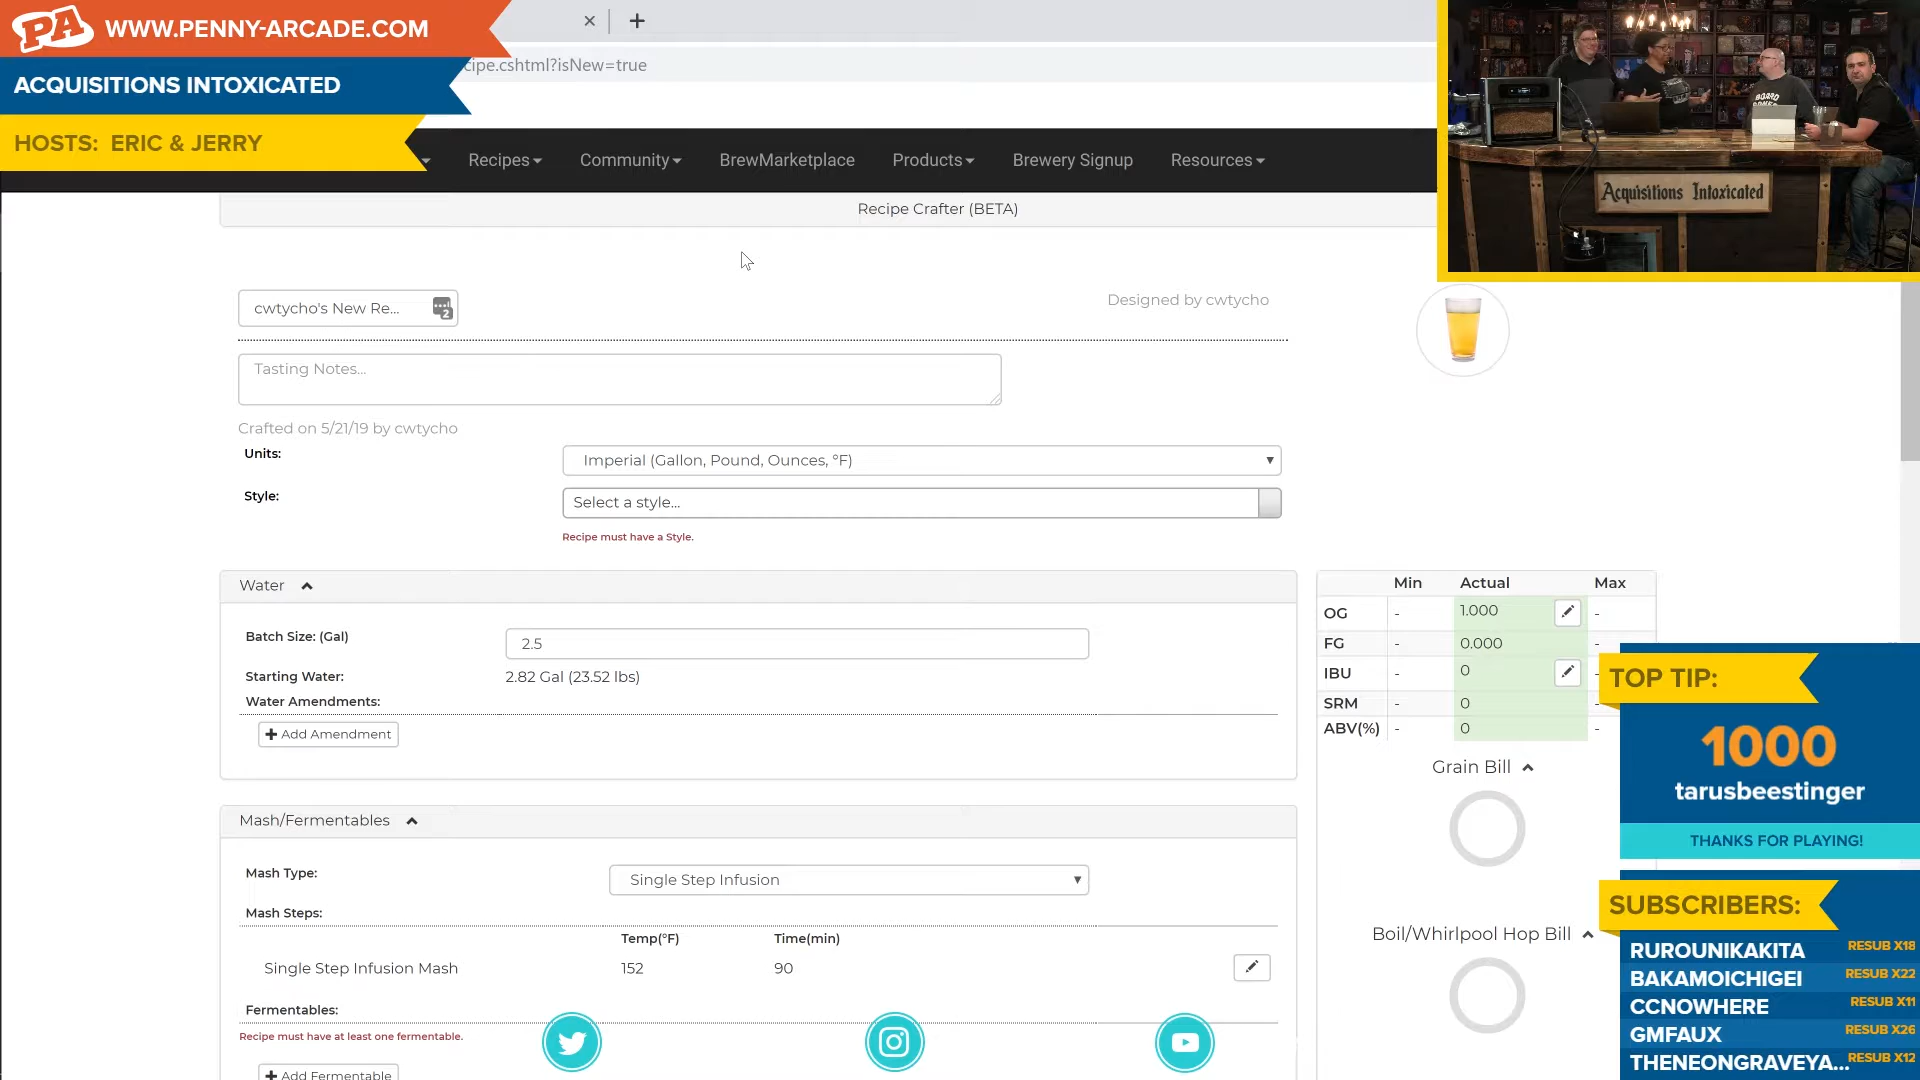 PA WWW.PENNY-ARCADE.COM
ACQUISITIONS INTOXICATED
HOSTS: ERIC & JERRY
cipe.cshtml?isNew=true
Recipes Community BrewMarketplace Products Brewery Signup Resources
Acquisitions Intoxicated
Recipe Crafter (BETA)
cwtycho's New Re...
2
Designed by cwtycho
Tasting Notes...
Crafted on 5/21/19 by cwtycho
Units: Imperial (Gallon, Pound, Ounces, °F)
Style: Select a style...
Recipe must have a Style.
Water
Batch Size: (Gal) 2.5
Starting Water: 2.82 Gal (23.52 lbs)
Water Amendments:
Add Amendment
Mash/Fermentables
Mash Type: Single Step Infusion
Mash Steps:
Temp(°F) Time(min)
Single Step Infusion Mash 152 90
Fermentables:
Recipe must have at least one fermentable.
Add Fermentable
Min Actual Max
OG - 1.000 -
FG - 0.000 -
IBU - 0 -
SRM - 0 -
ABV(%) - 0 -
Grain Bill
Boil/Whirlpool Hop Bill
TOP TIP:
1000
tarusbeestinger
THANKS FOR PLAYING!
SUBSCRIBERS:
RUROUNIKAKITA RESUB X18
BAKAMOICHIGEI RESUB X22
CCNOWHERE RESUB X11
GMFAUX RESUB X26
THENEONGRAVEYA... RESUB X12